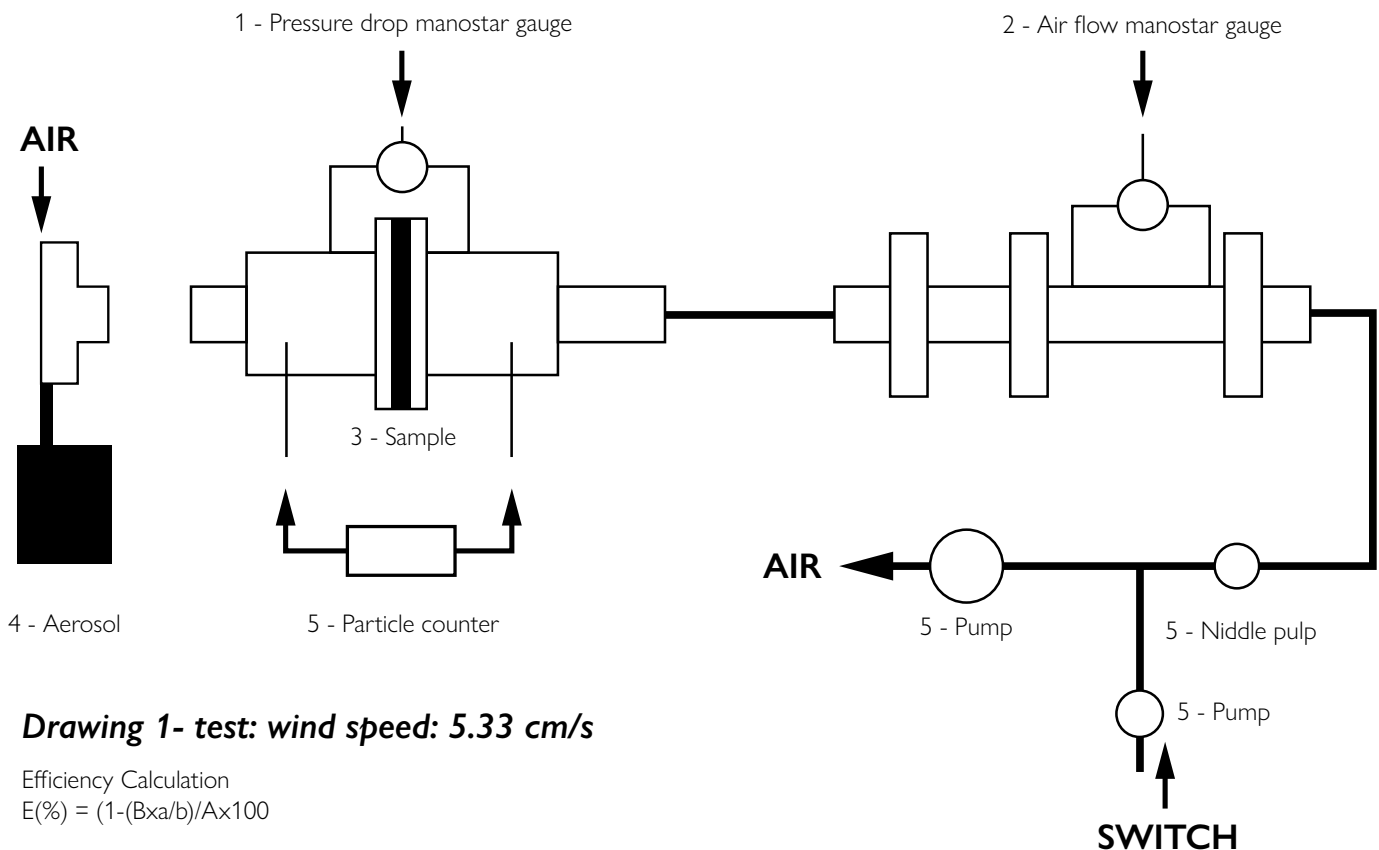 1 - Pressure drop manostar gauge
2 - Air flow manostar gauge
AIR
3 - Sample
AIR
4 - Aerosol
5 - Particle counter
5 - Pump
5 - Niddle pulp
5 - Pump
Drawing 1- test: wind speed: 5.33 cm/s
Efficiency Calculation
E(%) = (1-(Bxa/b)/Ax100
SWITCH